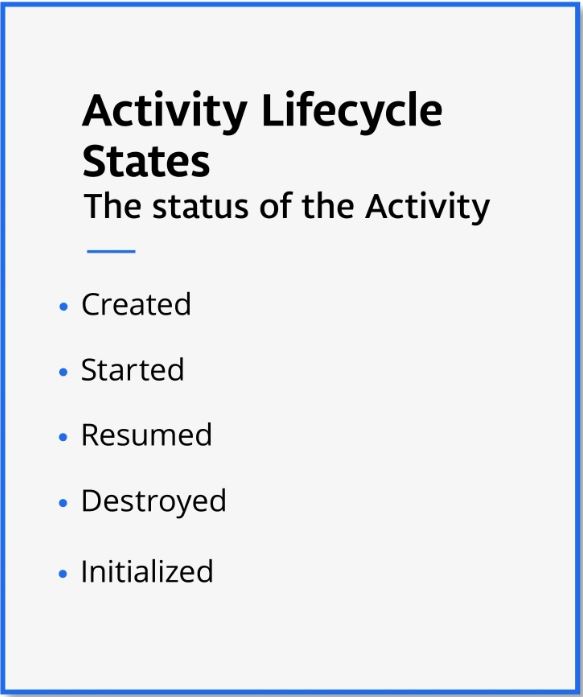 Activity Lifecycle
States
The status of the Activity
Created
Started
Resumed
Destroyed
Initialized